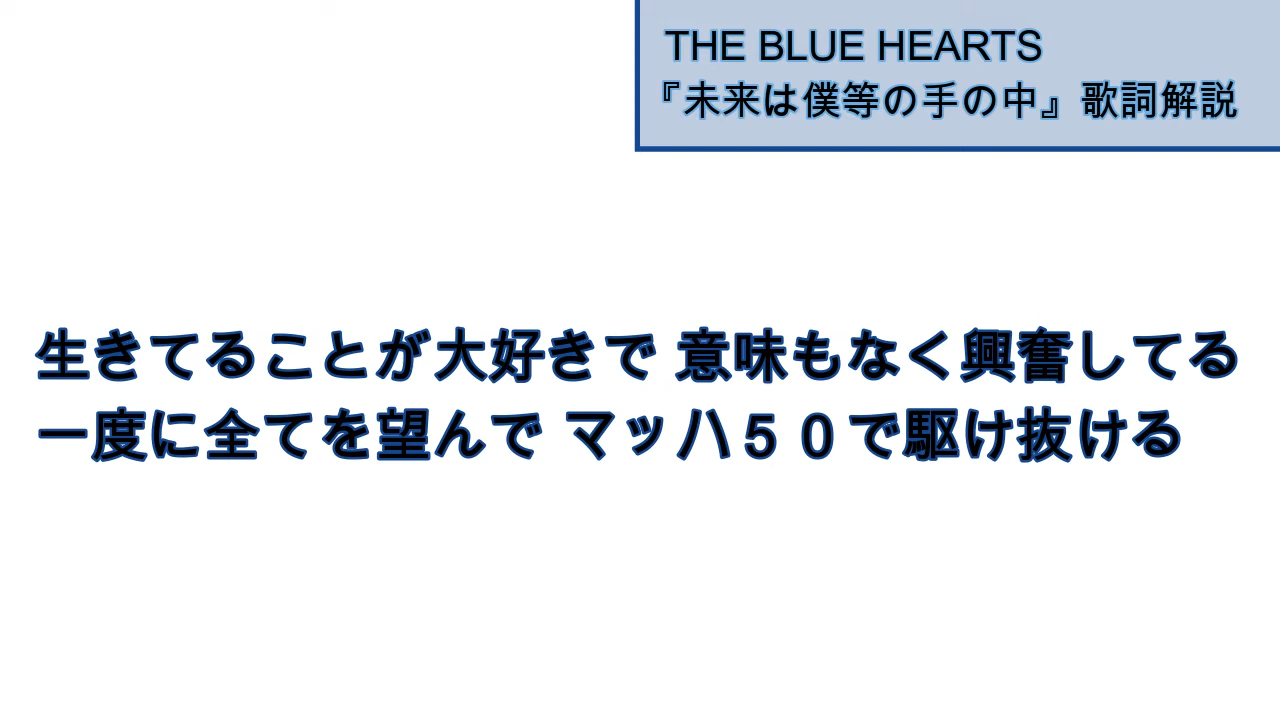 THE BLUE HEARTS
『未来は僕等の手の中』歌詞解説
生きてることが大好きで 意味もなく興奮してる
一度に全てを望んで マッハ５０で駆け抜ける